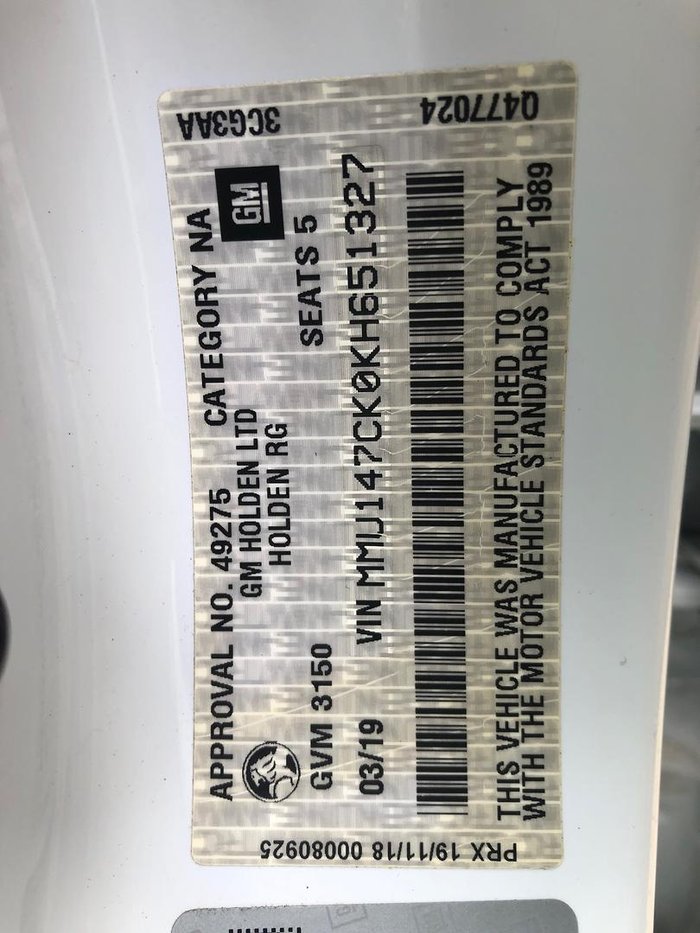 3CG3AA
Q477024
APPROVAL NO. 49275 CATEGORY NA
GM HOLDEN LTD
GM
HOLDEN RG
GVM 3150 SEATS 5
03/19 VIN MMU147CK0KH651327
THIS VEHICLE WAS MANUFACTURED TO COMPLY
WITH THE MOTOR VEHICLE STANDARDS ACT 1989
PRX 19/11/18 00080925